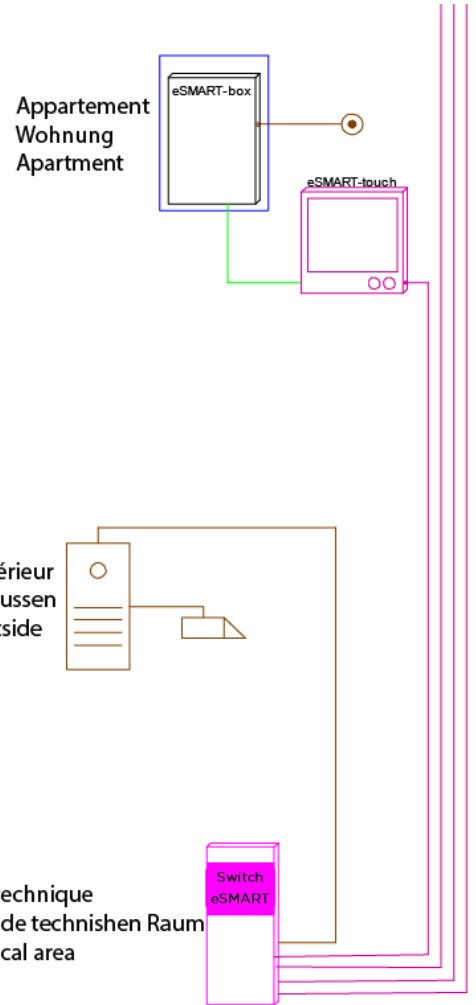 eSMART-box
Appartement
Wohnung
Apartment
eSMART-touch
érieur
ussen
tside
Switch
eSMART
echnique
de technishen Raum
cal area